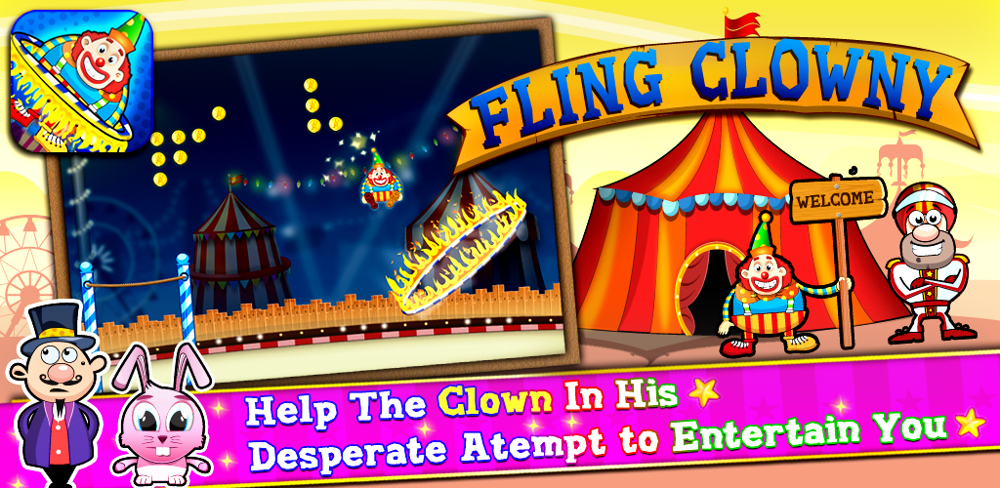 FLING CLOWNY
WELCOME
Help The Clown In His
Desperate Atempt to Entertain You